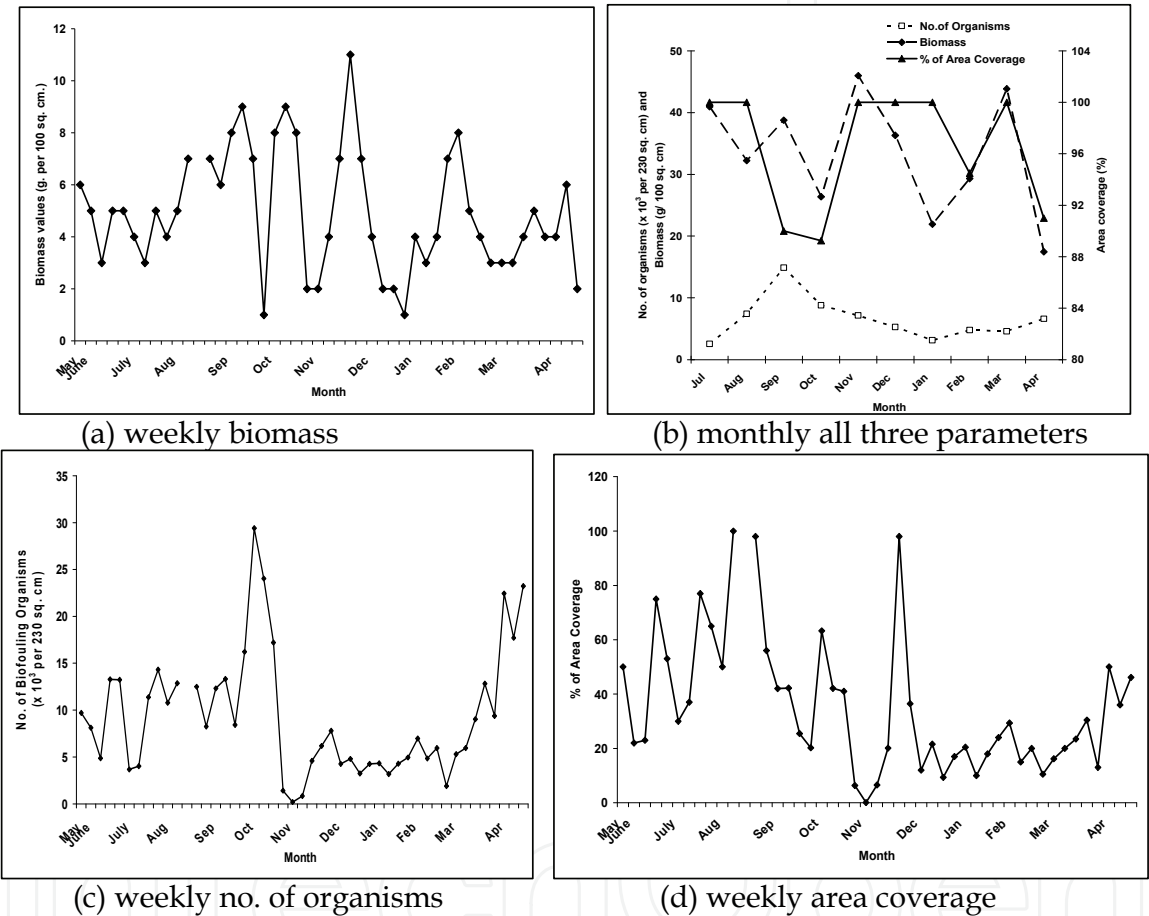 12
10
8
6
4
2
0
Biomass values (g. per 100 sq. cm.)
May
June
July
Aug
Sep
Oct
Nov
Dec
Jan
Feb
Mar
Apr
Month
(a) weekly biomass
No.of Organisms
Biomass
% of Area Coverage
50
40
30
20
10
0
No. of organisms (x 10³ per 230 sq. cm) and
Biomass (g/ 100 sq. cm)
104
100
96
92
88
84
80
Area coverage (%)
Jul
Aug
Sep
Oct
Nov
Dec
Jan
Feb
Mar
Apr
Month
(b) monthly all three parameters
35
30
25
20
15
10
5
0
No. of Biofouling Organisms
(x 10³ per 230 sq. cm)
May
June
July
Aug
Sep
Oct
Nov
Dec
Jan
Feb
Mar
Apr
Month
(c) weekly no. of organisms
120
100
80
60
40
20
0
% of Area Coverage
May
June
July
Aug
Sep
Oct
Nov
Dec
Jan
Feb
Mar
Apr
Month
(d) weekly area coverage